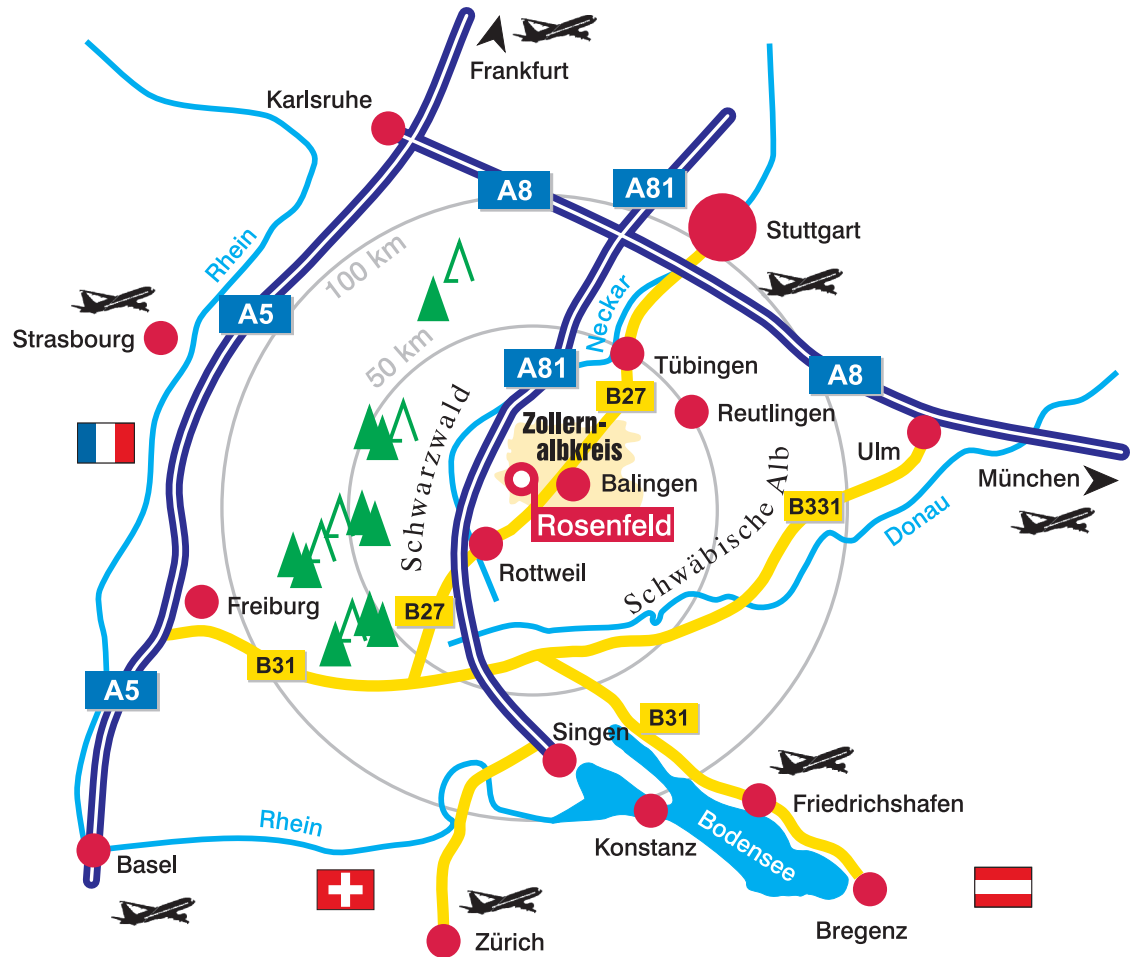 Frankfurt
Karlsruhe
A8
A81
Stuttgart
Rhein
100 km
Neckar
A5
Strasbourg
50 km
A81
Tübingen
A8
B27
Reutlingen
Schwarzwald
Zollern-
albkreis
Ulm
Balingen
München
Schwäbische Alb
B331
Donau
Rosenfeld
Rottweil
Freiburg
B27
B31
A5
B31
Singen
Friedrichshafen
Rhein
Bodensee
Konstanz
Basel
Bregenz
Zürich